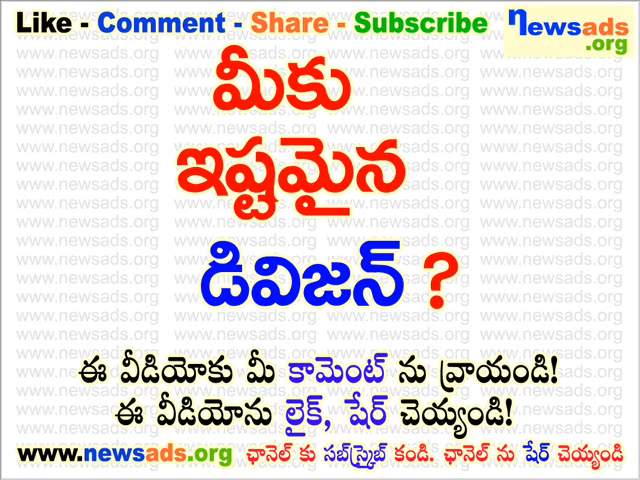 Like - Comment - Share - Subscribe
newsads
.org
మీకు
ఇష్టమైన
డివిజన్ ?
ఈ వీడియోకు మీ కామెంట్ ను వ్రాయండి!
ఈ వీడియోను లైక్, షేర్ చెయ్యండి!
www.newsads.org ఛానెల్ కు సబ్‌స్క్రైబ్ కండి. ఛానెల్ ను షేర్ చెయ్యండి